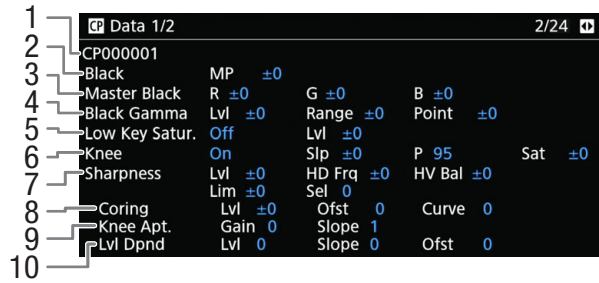 1
2
3
4
5
6
7
8
9
10
CP Data 1/2 2/24
CP000001
Black MP ±0
Master Black R ±0 G ±0 B ±0
Black Gamma Lvl ±0 Range ±0 Point ±0
Low Key Satur. Off Lvl ±0
Knee On Slp ±0 P 95 Sat ±0
Sharpness Lvl ±0 HD Frq ±0 HV Bal ±0
Lim ±0 Sel 0
Coring Lvl ±0 Ofst 0 Curve 0
Knee Apt. Gain 0 Slope 1
Lvl Dpnd Lvl 0 Slope 0 Ofst 0